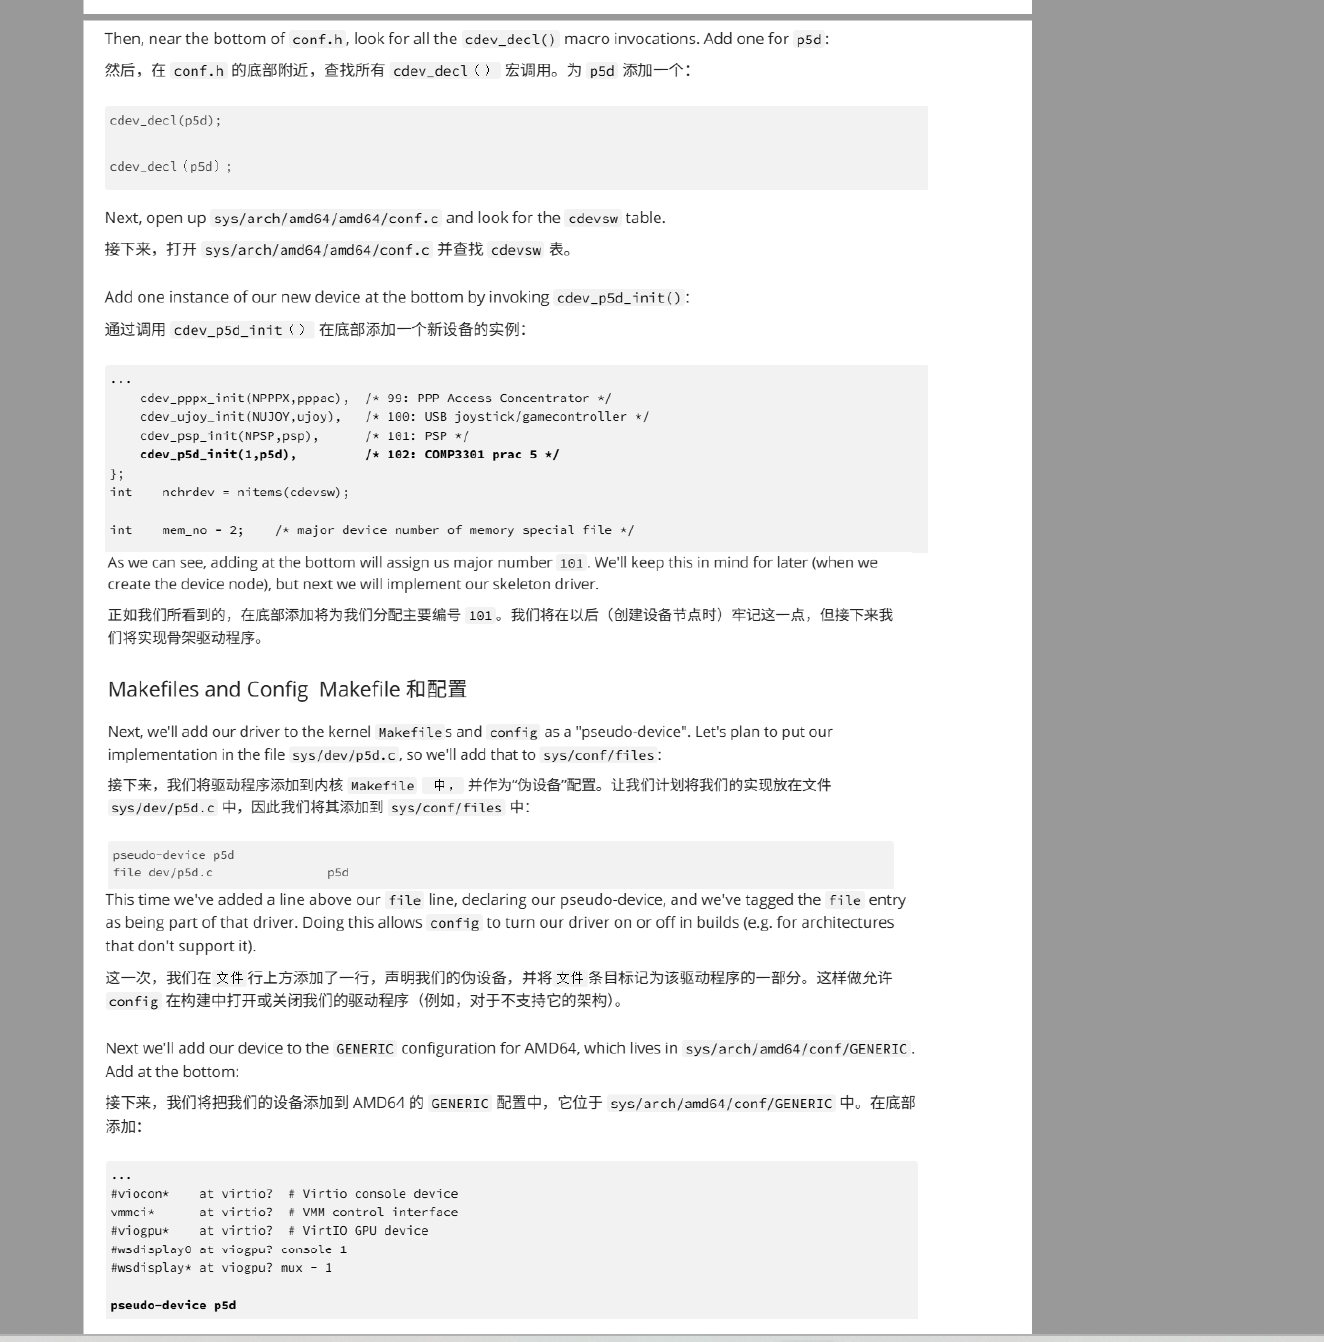 Then, near the bottom of conf.h, look for all the cdev_decl() macro invocations. Add one for p5d:
然后，在 conf.h 的底部附近，查找所有 cdev_decl（） 宏调用。为 p5d 添加一个：
cdev_decl(p5d);
cdev_decl（p5d）;
Next, open up sys/arch/amd64/amd64/conf.c and look for the cdevsw table.
接下来，打开 sys/arch/amd64/amd64/conf.c 并查找 cdevsw 表。
Add one instance of our new device at the bottom by invoking cdev_p5d_init():
通过调用 cdev_p5d_init（） 在底部添加一个新设备的实例：
...
cdev_pppx_init(NPPPX,pppac), /* 99: PPP Access Concentrator */
cdev_ujoy_init(NUJOY,ujoy), /* 100: USB joystick/gamecontroller */
cdev_psp_init(NPSP,psp), /* 101: PSP */
cdev_p5d_init(1,p5d), /* 102: COMP3301 prac 5 */
};
int nchrdev = nitems(cdevsw);
int mem_no = 2; /* major device number of memory special file */
As we can see, adding at the bottom will assign us major number 101. We'll keep this in mind for later (when we
create the device node), but next we will implement our skeleton driver.
正如我们所看到的，在底部添加将为我们分配主要编号 101。我们将在以后（创建设备节点时）牢记这一点，但接下来我
们将实现骨架驱动程序。
Makefiles and Config Makefile 和配置
Next, we'll add our driver to the kernel Makefiles and config as a "pseudo-device". Let's plan to put our
implementation in the file sys/dev/p5d.c, so we'll add that to sys/conf/files:
接下来，我们将驱动程序添加到内核 Makefile 中， 并作为“伪设备”配置。让我们计划将我们的实现放在文件
sys/dev/p5d.c 中，因此我们将其添加到 sys/conf/files 中：
pseudo-device p5d
file dev/p5d.c p5d
This time we've added a line above our file line, declaring our pseudo-device, and we've tagged the file entry
as being part of that driver. Doing this allows config to turn our driver on or off in builds (e.g. for architectures
that don't support it).
这一次，我们在 文件 行上方添加了一行，声明我们的伪设备，并将 文件 条目标记为该驱动程序的一部分。这样做允许
config 在构建中打开或关闭我们的驱动程序（例如，对于不支持它的架构）。
Next we'll add our device to the GENERIC configuration for AMD64, which lives in sys/arch/amd64/conf/GENERIC.
Add at the bottom:
接下来，我们将把我们的设备添加到 AMD64 的 GENERIC 配置中，它位于 sys/arch/amd64/conf/GENERIC 中。在底部
添加：
...
#viocon* at virtio? # Virtio console device
vmmci* at virtio? # VMM control interface
#viogpu* at virtio? # VirtIO GPU device
#wsdisplay0 at viogpu? console 1
#wsdisplay* at viogpu? mux - 1
pseudo-device p5d